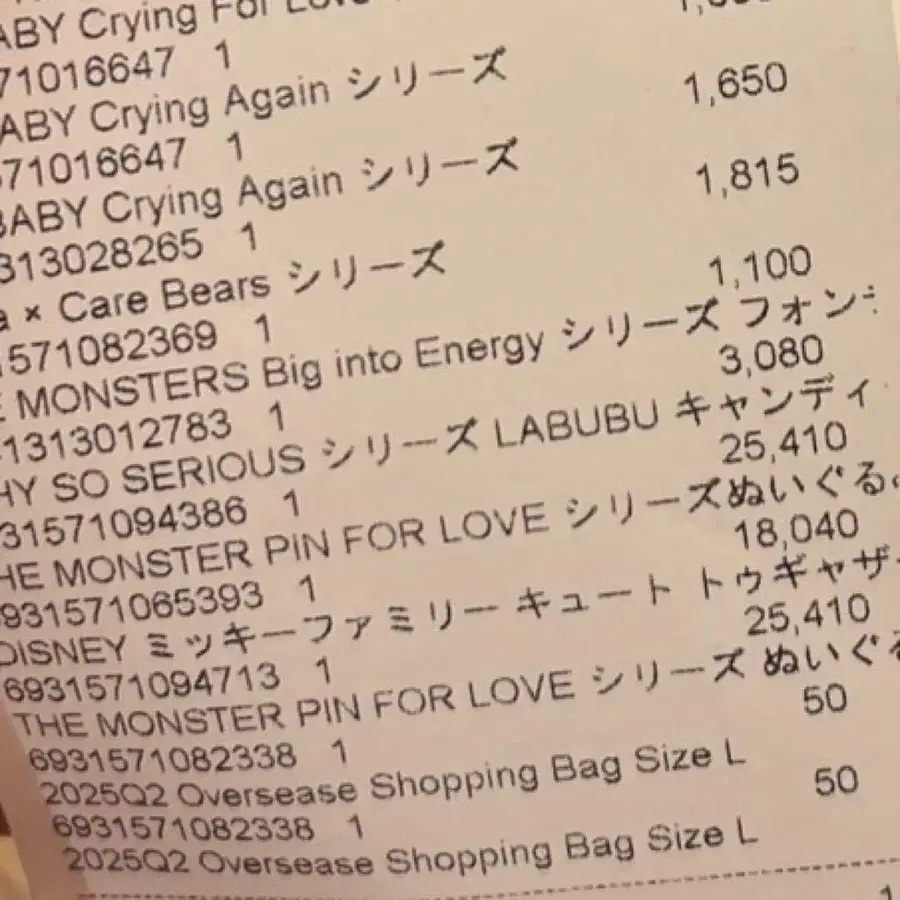 ABY Crying For Love
71016647 1
ABY Crying Again シリーズ 1,650
71016647 1
BABY Crying Again シリーズ 1,815
313028265 1
a × Care Bears シリーズ 1,100
571082369 1
E MONSTERS Big into Energy シリーズ フォン
1313012783 1 3,080
HY SO SERIOUS シリーズ LABUBU キャンディ
31571094386 1 25,410
HE MONSTER PIN FOR LOVE シリーズぬいぐる
6931571065393 1 18,040
DISNEY ミッキーファミリー キュート トゥギャザー
6931571094713 1 25,410
THE MONSTER PIN FOR LOVE シリーズ ぬいぐる
6931571082338 1 50
2025Q2 Oversease Shopping Bag Size L
6931571082338 1 50
2025Q2 Oversease Shopping Bag Size L